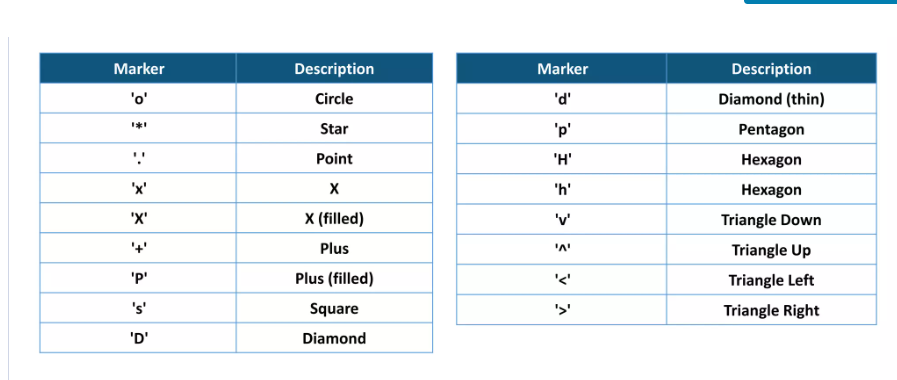 Marker Description
'o' Circle
'*' Star
'.' Point
'x' X
'X' X (filled)
'+' Plus
'P' Plus (filled)
's' Square
'D' Diamond
Marker Description
'd' Diamond (thin)
'p' Pentagon
'H' Hexagon
'h' Hexagon
'v' Triangle Down
'^' Triangle Up
'<' Triangle Left
'>' Triangle Right